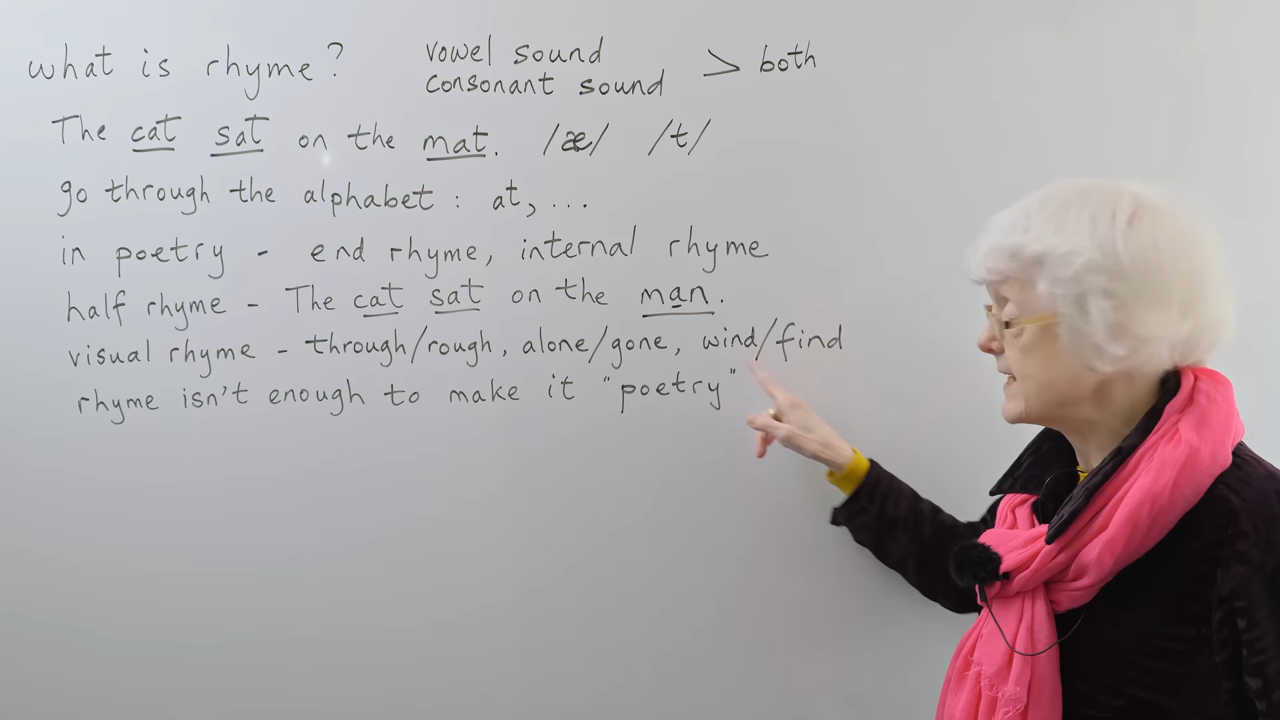 what is rhyme? vowel sound
consonant sound > both
The cat sat on the mat. /æ/ /t/
go through the alphabet: at, ...
in poetry - end rhyme, internal rhyme
half rhyme - The cat sat on the man.
visual rhyme - through/rough, alone/gone, wind/find
rhyme isn't enough to make it "poetry"